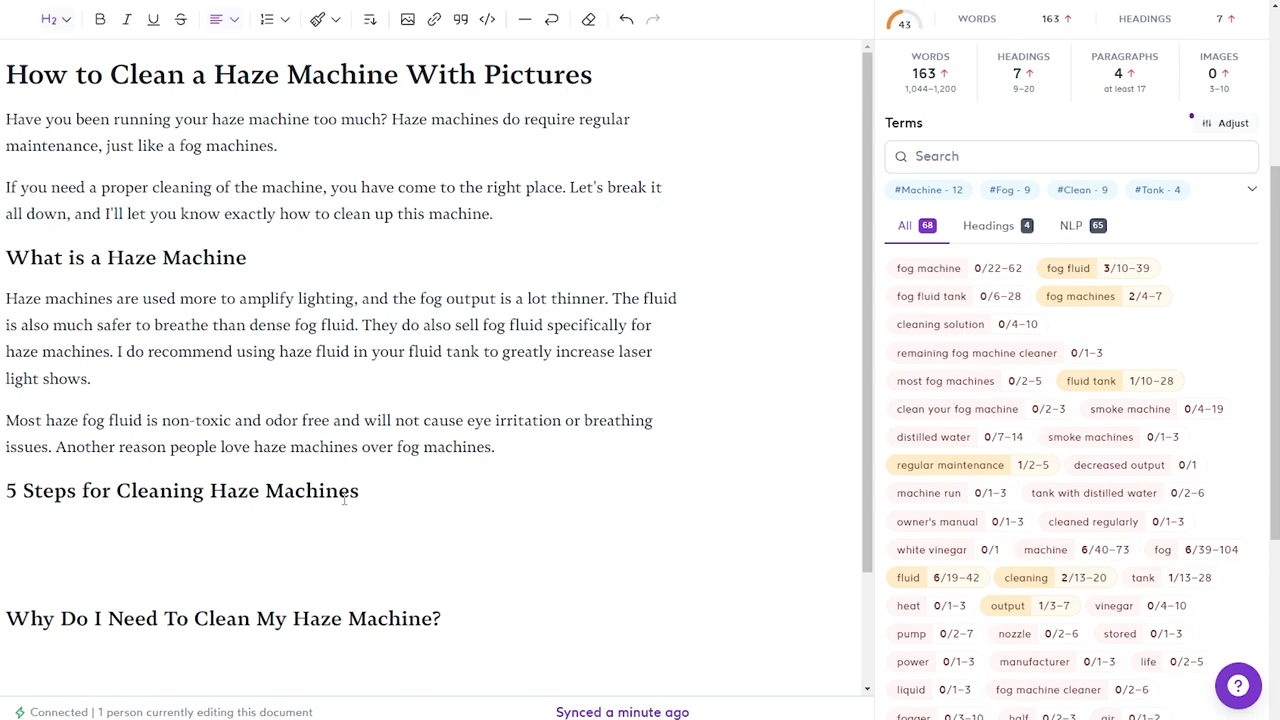 H2 B I U S
43 WORDS 163 ↑ HEADINGS 7 ↑
WORDS HEADINGS PARAGRAPHS IMAGES
163 ↑ 7 ↑ 4 ↑ 0 ↑
1,044–1,200 9–20 at least 17 3–10
How to Clean a Haze Machine With Pictures
Have you been running your haze machine too much? Haze machines do require regular
maintenance, just like a fog machines.
If you need a proper cleaning of the machine, you have come to the right place. Let's break it
all down, and I'll let you know exactly how to clean up this machine.
What is a Haze Machine
Haze machines are used more to amplify lighting, and the fog output is a lot thinner. The fluid
is also much safer to breathe than dense fog fluid. They do also sell fog fluid specifically for
haze machines. I do recommend using haze fluid in your fluid tank to greatly increase laser
light shows.
Most haze fog fluid is non-toxic and odor free and will not cause eye irritation or breathing
issues. Another reason people love haze machines over fog machines.
5 Steps for Cleaning Haze Machines
Why Do I Need To Clean My Haze Machine?
Connected | 1 person currently editing this document
Synced a minute ago
Terms Adjust
Search
#Machine - 12 #Fog - 9 #Clean - 9 #Tank - 4
All 68 Headings 4 NLP 65
fog machine 0/22–62 fog fluid 3/10–39
fog fluid tank 0/6–28 fog machines 2/4–7
cleaning solution 0/4–10
remaining fog machine cleaner 0/1–3
most fog machines 0/2–5 fluid tank 1/10–28
clean your fog machine 0/2–3 smoke machine 0/4–19
distilled water 0/7–14 smoke machines 0/1–3
regular maintenance 1/2–5 decreased output 0/1
machine run 0/1–3 tank with distilled water 0/2–6
owner's manual 0/1–3 cleaned regularly 0/1–3
white vinegar 0/1 machine 6/40–73 fog 6/39–104
fluid 6/19–42 cleaning 2/13–20 tank 1/13–28
heat 0/1–3 output 1/3–7 vinegar 0/4–10
pump 0/2–7 nozzle 0/2–6 stored 0/1–3
power 0/1–3 manufacturer 0/1–3 life 0/2–5
liquid 0/1–3 fog machine cleaner 0/2–6
fogger 0/3–10 half 0/2–3 air 0/1–2
?